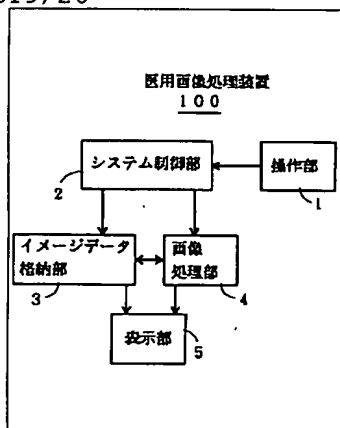 医用画像処理装置
100
システム制御部
2
操作部
1
イメージデータ
格納部
3
画像
処理部
4
表示部
5